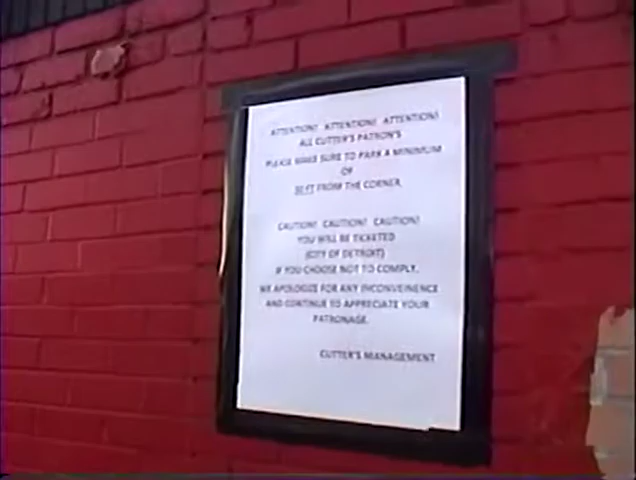 ATTENTION! ATTENTION! ATTENTION!
ALL CUTTER'S PATRON'S
PLEASE MAKE SURE TO PARK A MINIMUM
OF
30 FT FROM THE CORNER.
CAUTION! CAUTION! CAUTION!
YOU WILL BE TICKETED
(CITY OF DETROIT)
IF YOU CHOOSE NOT TO COMPLY.
WE APOLOGIZE FOR ANY INCONVEINENCE
AND CONTINUE TO APPRECIATE YOUR
PATRONAGE.
CUTTER'S MANAGEMENT